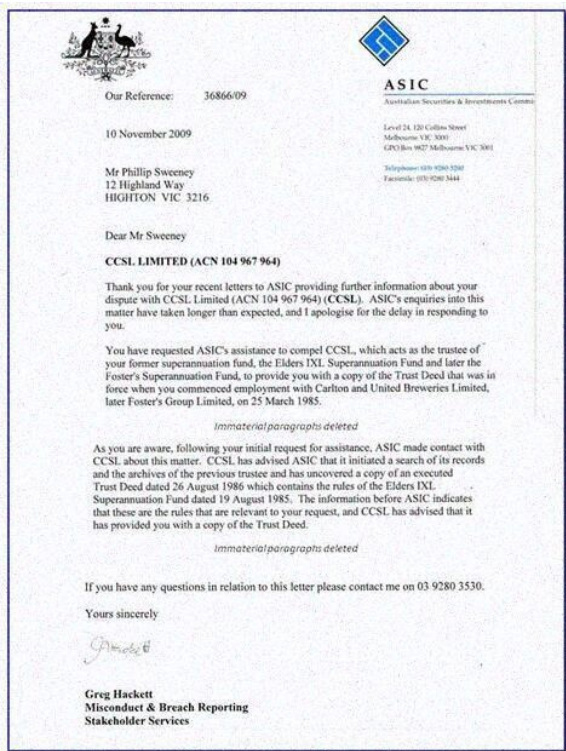 ASIC
Australian Securities & Investments Commi
Our Reference: 36866/09
Level 24, 120 Collins Street
Melbourne VIC 3000
GPO Box 9827 Melbourne VIC 3001
10 November 2009
Telephone: (03) 9280 3200
Facsimile: (03) 9280 3444
Mr Phillip Sweeney
12 Highland Way
HIGHTON VIC 3216
Dear Mr Sweeney
CCSL LIMITED (ACN 104 967 964)
Thank you for your recent letters to ASIC providing further information about your
dispute with CCSL Limited (ACN 104 967 964) (CCSL). ASIC's enquiries into this
matter have taken longer than expected, and I apologise for the delay in responding to
you.
You have requested ASIC's assistance to compel CCSL, which acts as the trustee of
your former superannuation fund, the Elders IXL Superannuation Fund and later the
Foster's Superannuation Fund, to provide you with a copy of the Trust Deed that was in
force when you commenced employment with Carlton and United Breweries Limited,
later Foster's Group Limited, on 25 March 1985.
Immaterial paragraphs deleted
As you are aware, following your initial request for assistance, ASIC made contact with
CCSL about this matter. CCSL has advised ASIC that it initiated a search of its records
and the archives of the previous trustee and has uncovered a copy of an executed
Trust Deed dated 26 August 1986 which contains the rules of the Elders IXL
Superannuation Fund dated 19 August 1985. The information before ASIC indicates
that these are the rules that are relevant to your request, and CCSL has advised that it
has provided you with a copy of the Trust Deed.
Immaterial paragraphs deleted
If you have any questions in relation to this letter please contact me on 03 9280 3530.
Yours sincerely
Greg Hackett
Misconduct & Breach Reporting
Stakeholder Services